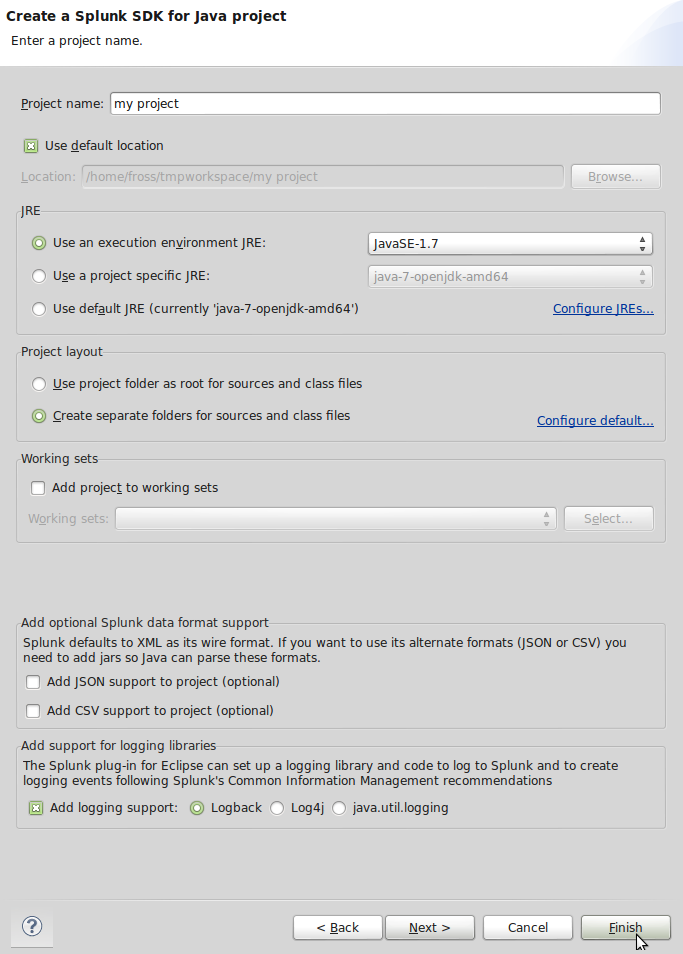 Create a Splunk SDK for Java project
Enter a project name.
Project name: my project
Use default location
Location: /home/fross/tmpworkspace/my project Browse...
JRE
Use an execution environment JRE: JavaSE-1.7
Use a project specific JRE: java-7-openjdk-amd64
Use default JRE (currently 'java-7-openjdk-amd64') Configure JREs...
Project layout
Use project folder as root for sources and class files
Create separate folders for sources and class files
Configure default...
Working sets
Add project to working sets
Working sets: Select...
Add optional Splunk data format support
Splunk defaults to XML as its wire format. If you want to use its alternate formats (JSON or CSV) you
need to add jars so Java can parse these formats.
Add JSON support to project (optional)
Add CSV support to project (optional)
Add support for logging libraries
The Splunk plug-in for Eclipse can set up a logging library and code to log to Splunk and to create
logging events following Splunk's Common Information Management recommendations
Add logging support: Logback Log4j java.util.logging
? < Back Next > Cancel Finish